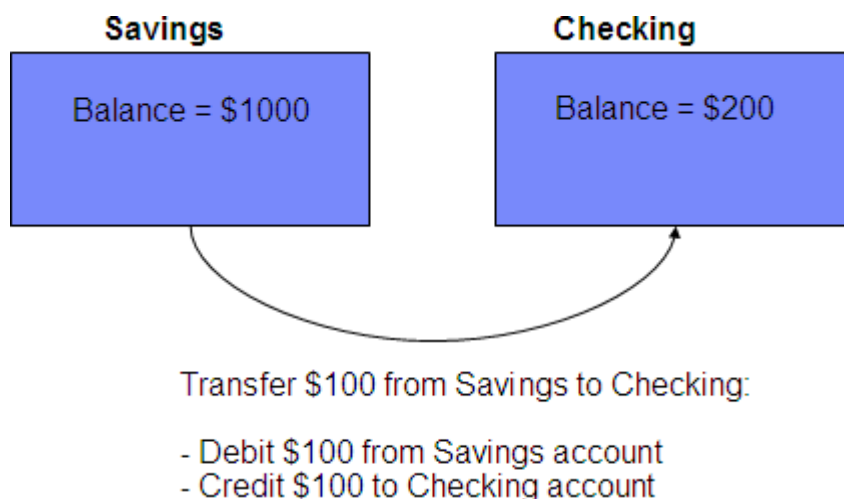 Savings
Checking
Balance = $1000
Balance = $200
Transfer $100 from Savings to Checking:
- Debit $100 from Savings account
- Credit $100 to Checking account